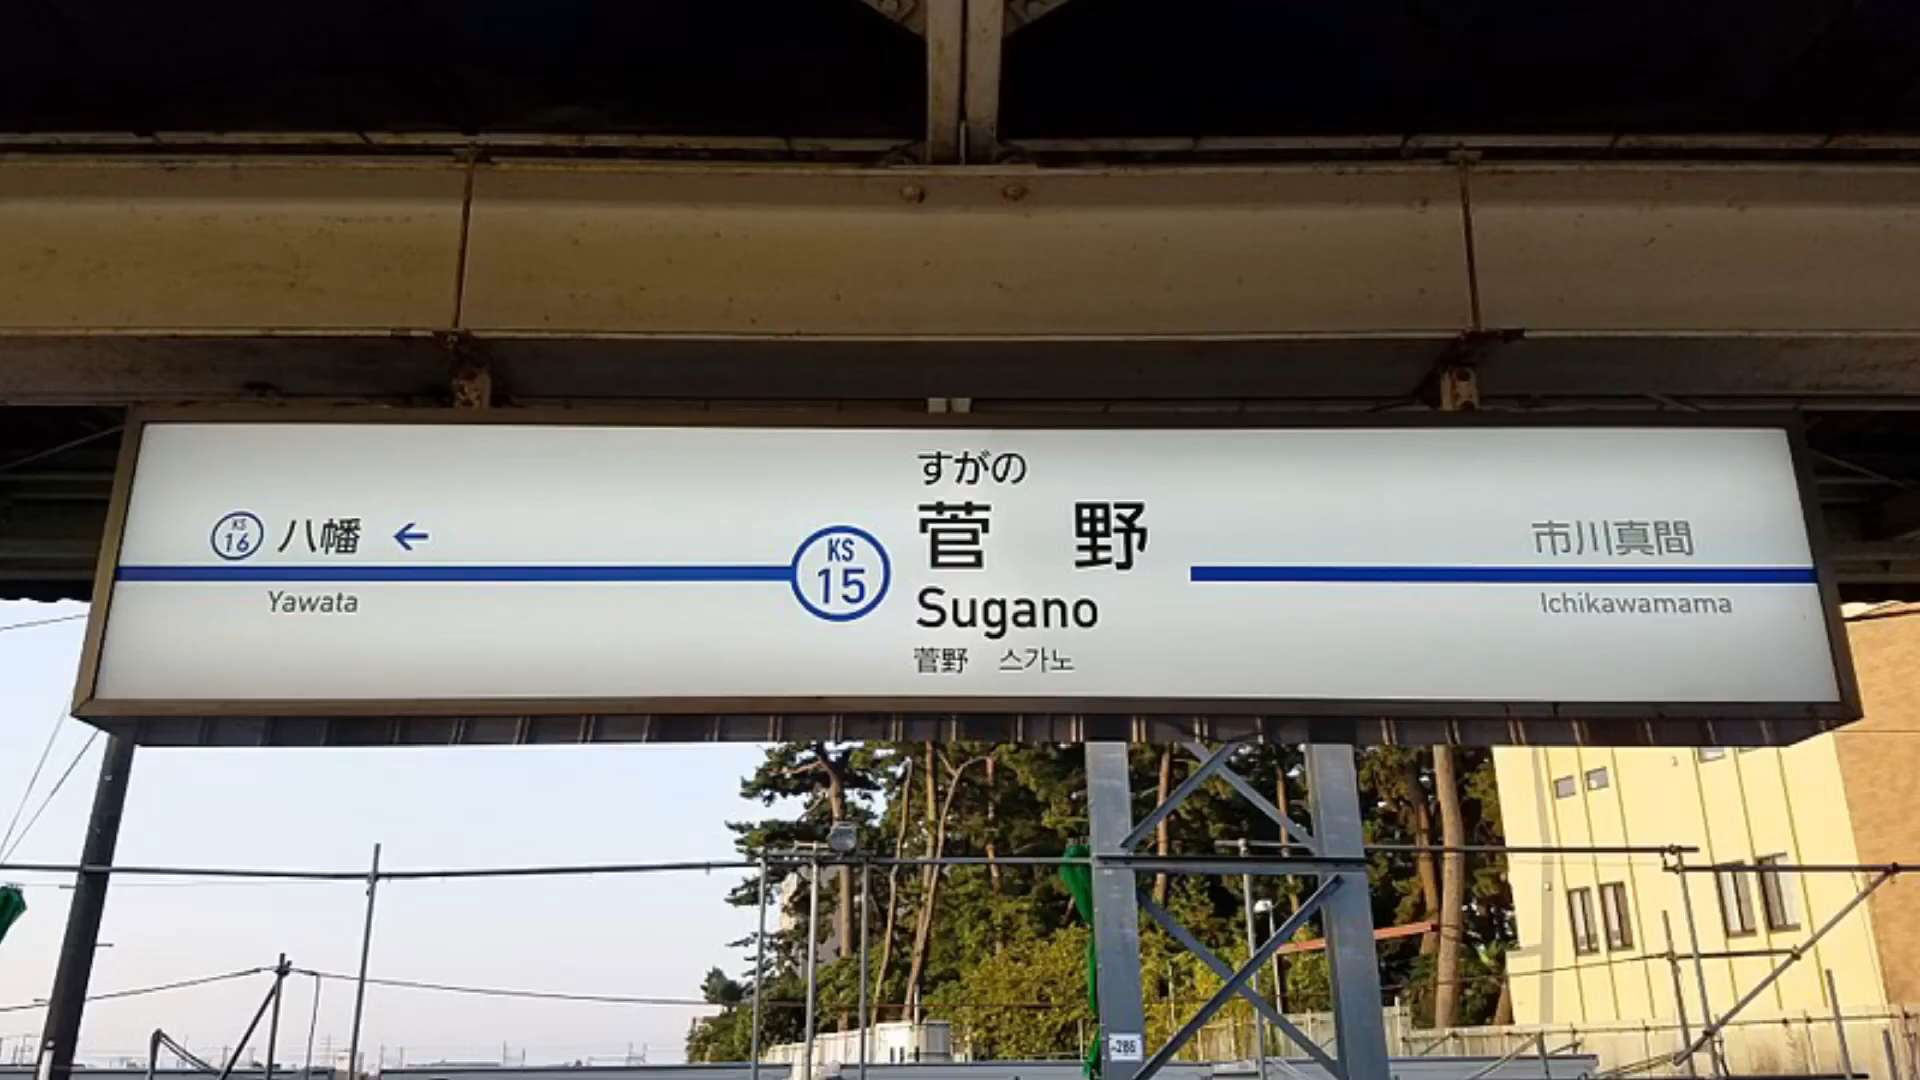 すがの
KS 16 八幡 ←
Yawata
KS 15
菅野
Sugano
菅野 스가노
市川真間
Ichikawamama
-286